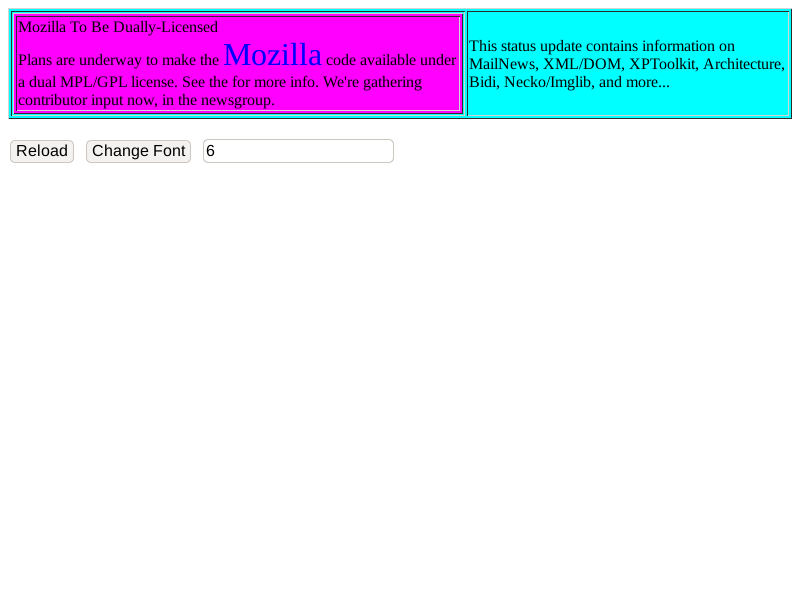 Mozilla To Be Dually-Licensed
Plans are underway to make the Mozilla code available under
a dual MPL/GPL license. See the for more info. We're gathering
contributor input now, in the newsgroup.
This status update contains information on
MailNews, XML/DOM, XPToolkit, Architecture,
Bidi, Necko/Imglib, and more...
Reload Change Font 6